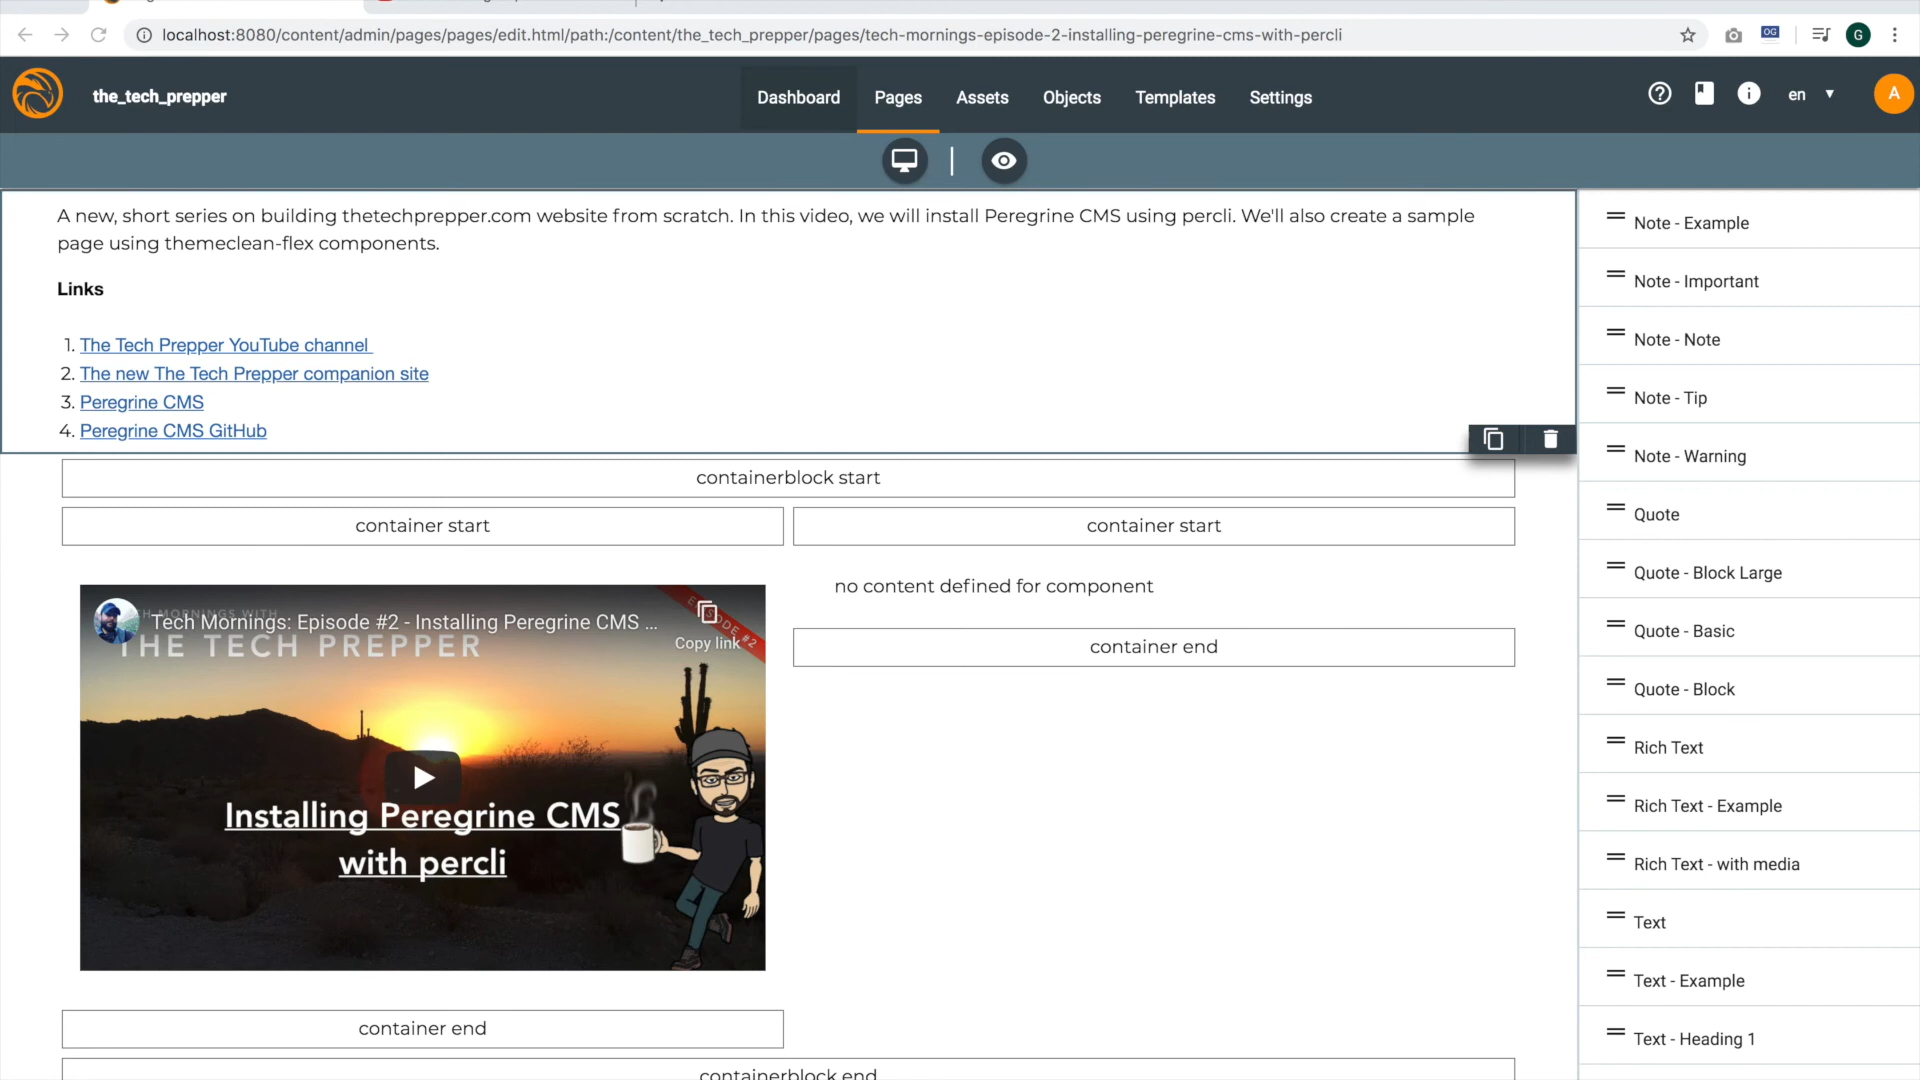 localhost:8080/content/admin/pages/pages/edit.html/path:/content/the_tech_prepper/pages/tech-mornings-episode-2-installing-peregrine-cms-with-percli
OG
G
the_tech_prepper
Dashboard
Pages
Assets
Objects
Templates
Settings
en
A
A new, short series on building thetechprepper.com website from scratch. In this video, we will install Peregrine CMS using percli. We'll also create a sample
page using themeclean-flex components.
Links
1. The Tech Prepper YouTube channel
2. The new The Tech Prepper companion site
3. Peregrine CMS
4. Peregrine CMS GitHub
containerblock start
container start
container start
no content defined for component
container end
Tech Mornings: Episode #2 - Installing Peregrine CMS ...
Copy link
THE TECH PREPPER
Installing Peregrine CMS
with percli
container end
containerblock end
Note - Example
Note - Important
Note - Note
Note - Tip
Note - Warning
Quote
Quote - Block Large
Quote - Basic
Quote - Block
Rich Text
Rich Text - Example
Rich Text - with media
Text
Text - Example
Text - Heading 1